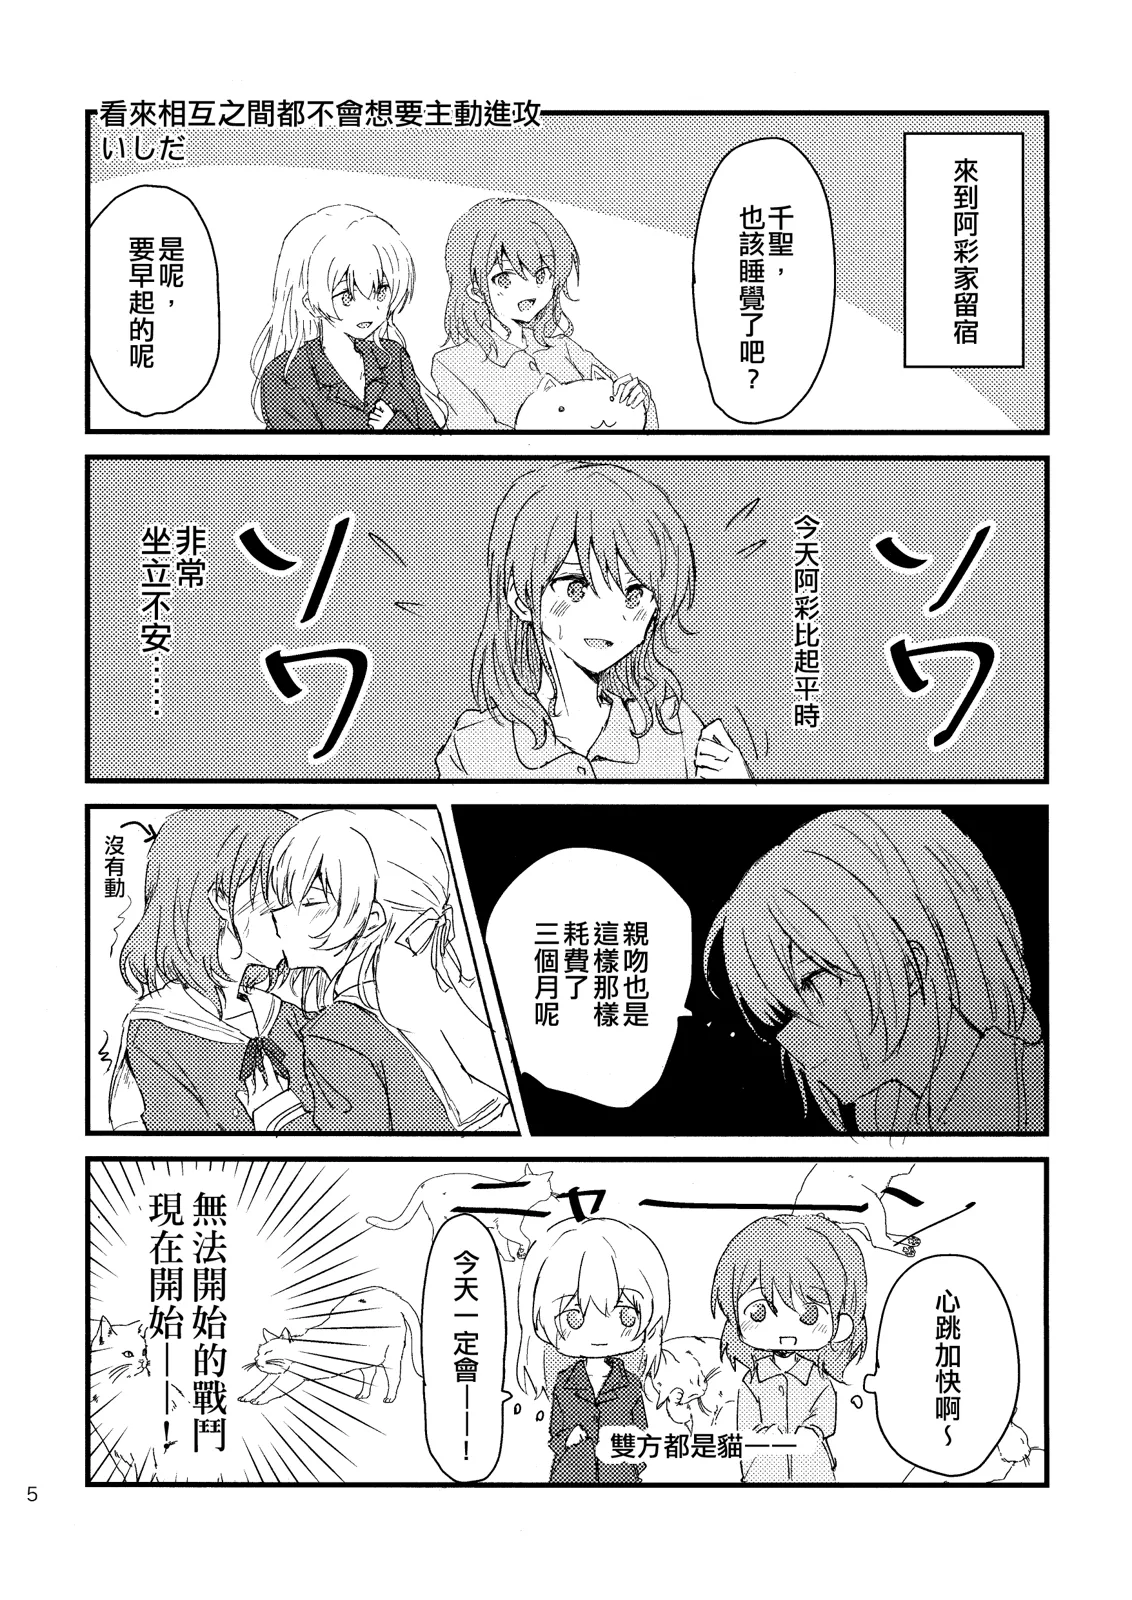 看來相互之間都不會想要主動進攻
いしだ
來到阿彩家留宿
千聖，
也該睡覺了吧？
是呢，
要早起的呢
今天阿彩比起平時
ソワ
ソワ
非常
坐立不安……
親吻也是
這樣那樣
耗費了
三個月呢
沒有動
ニャーーー
心跳加快啊～
今天一定會——！
雙方都是貓——
無法開始的戰鬥
現在開始——！
5